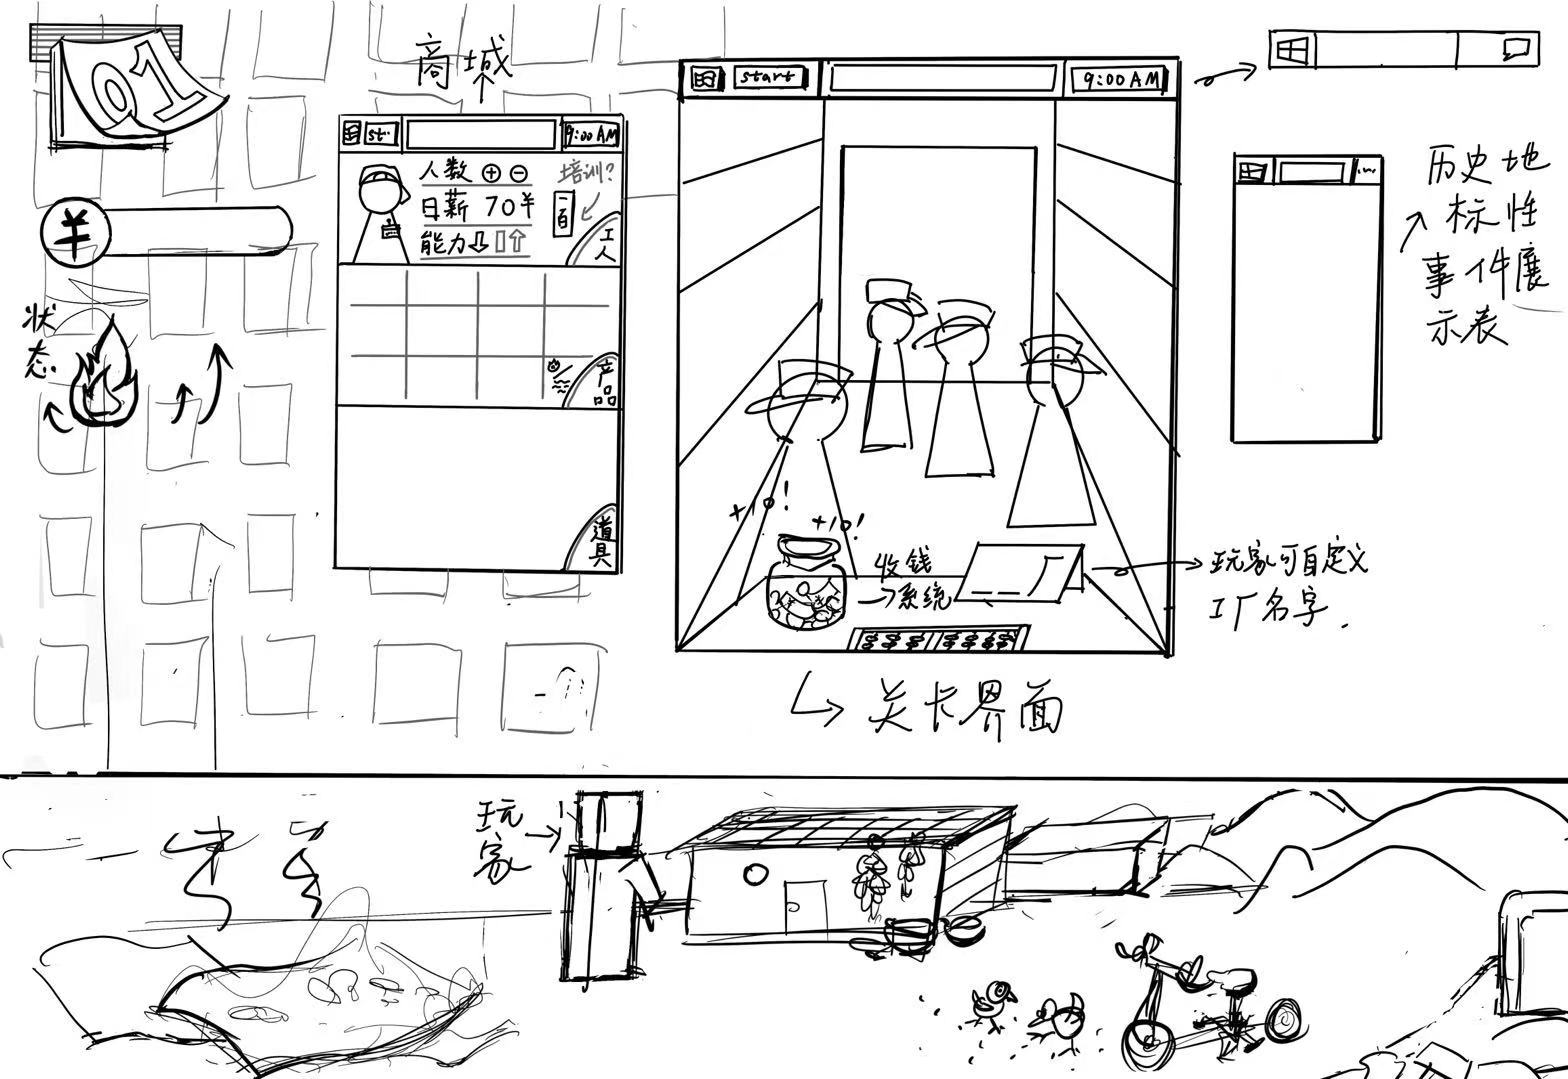 01
商城
st
9:00 AM
人数 ⊕ ⊖
日薪 70¥
能力
培训?
工人
产品
道具
¥
状态
start
9:00 AM
+10!
+10!
收钱
系统
关卡界面
玩家可自定义
工厂名字.
历史地
标性
事件展
示表
玩家